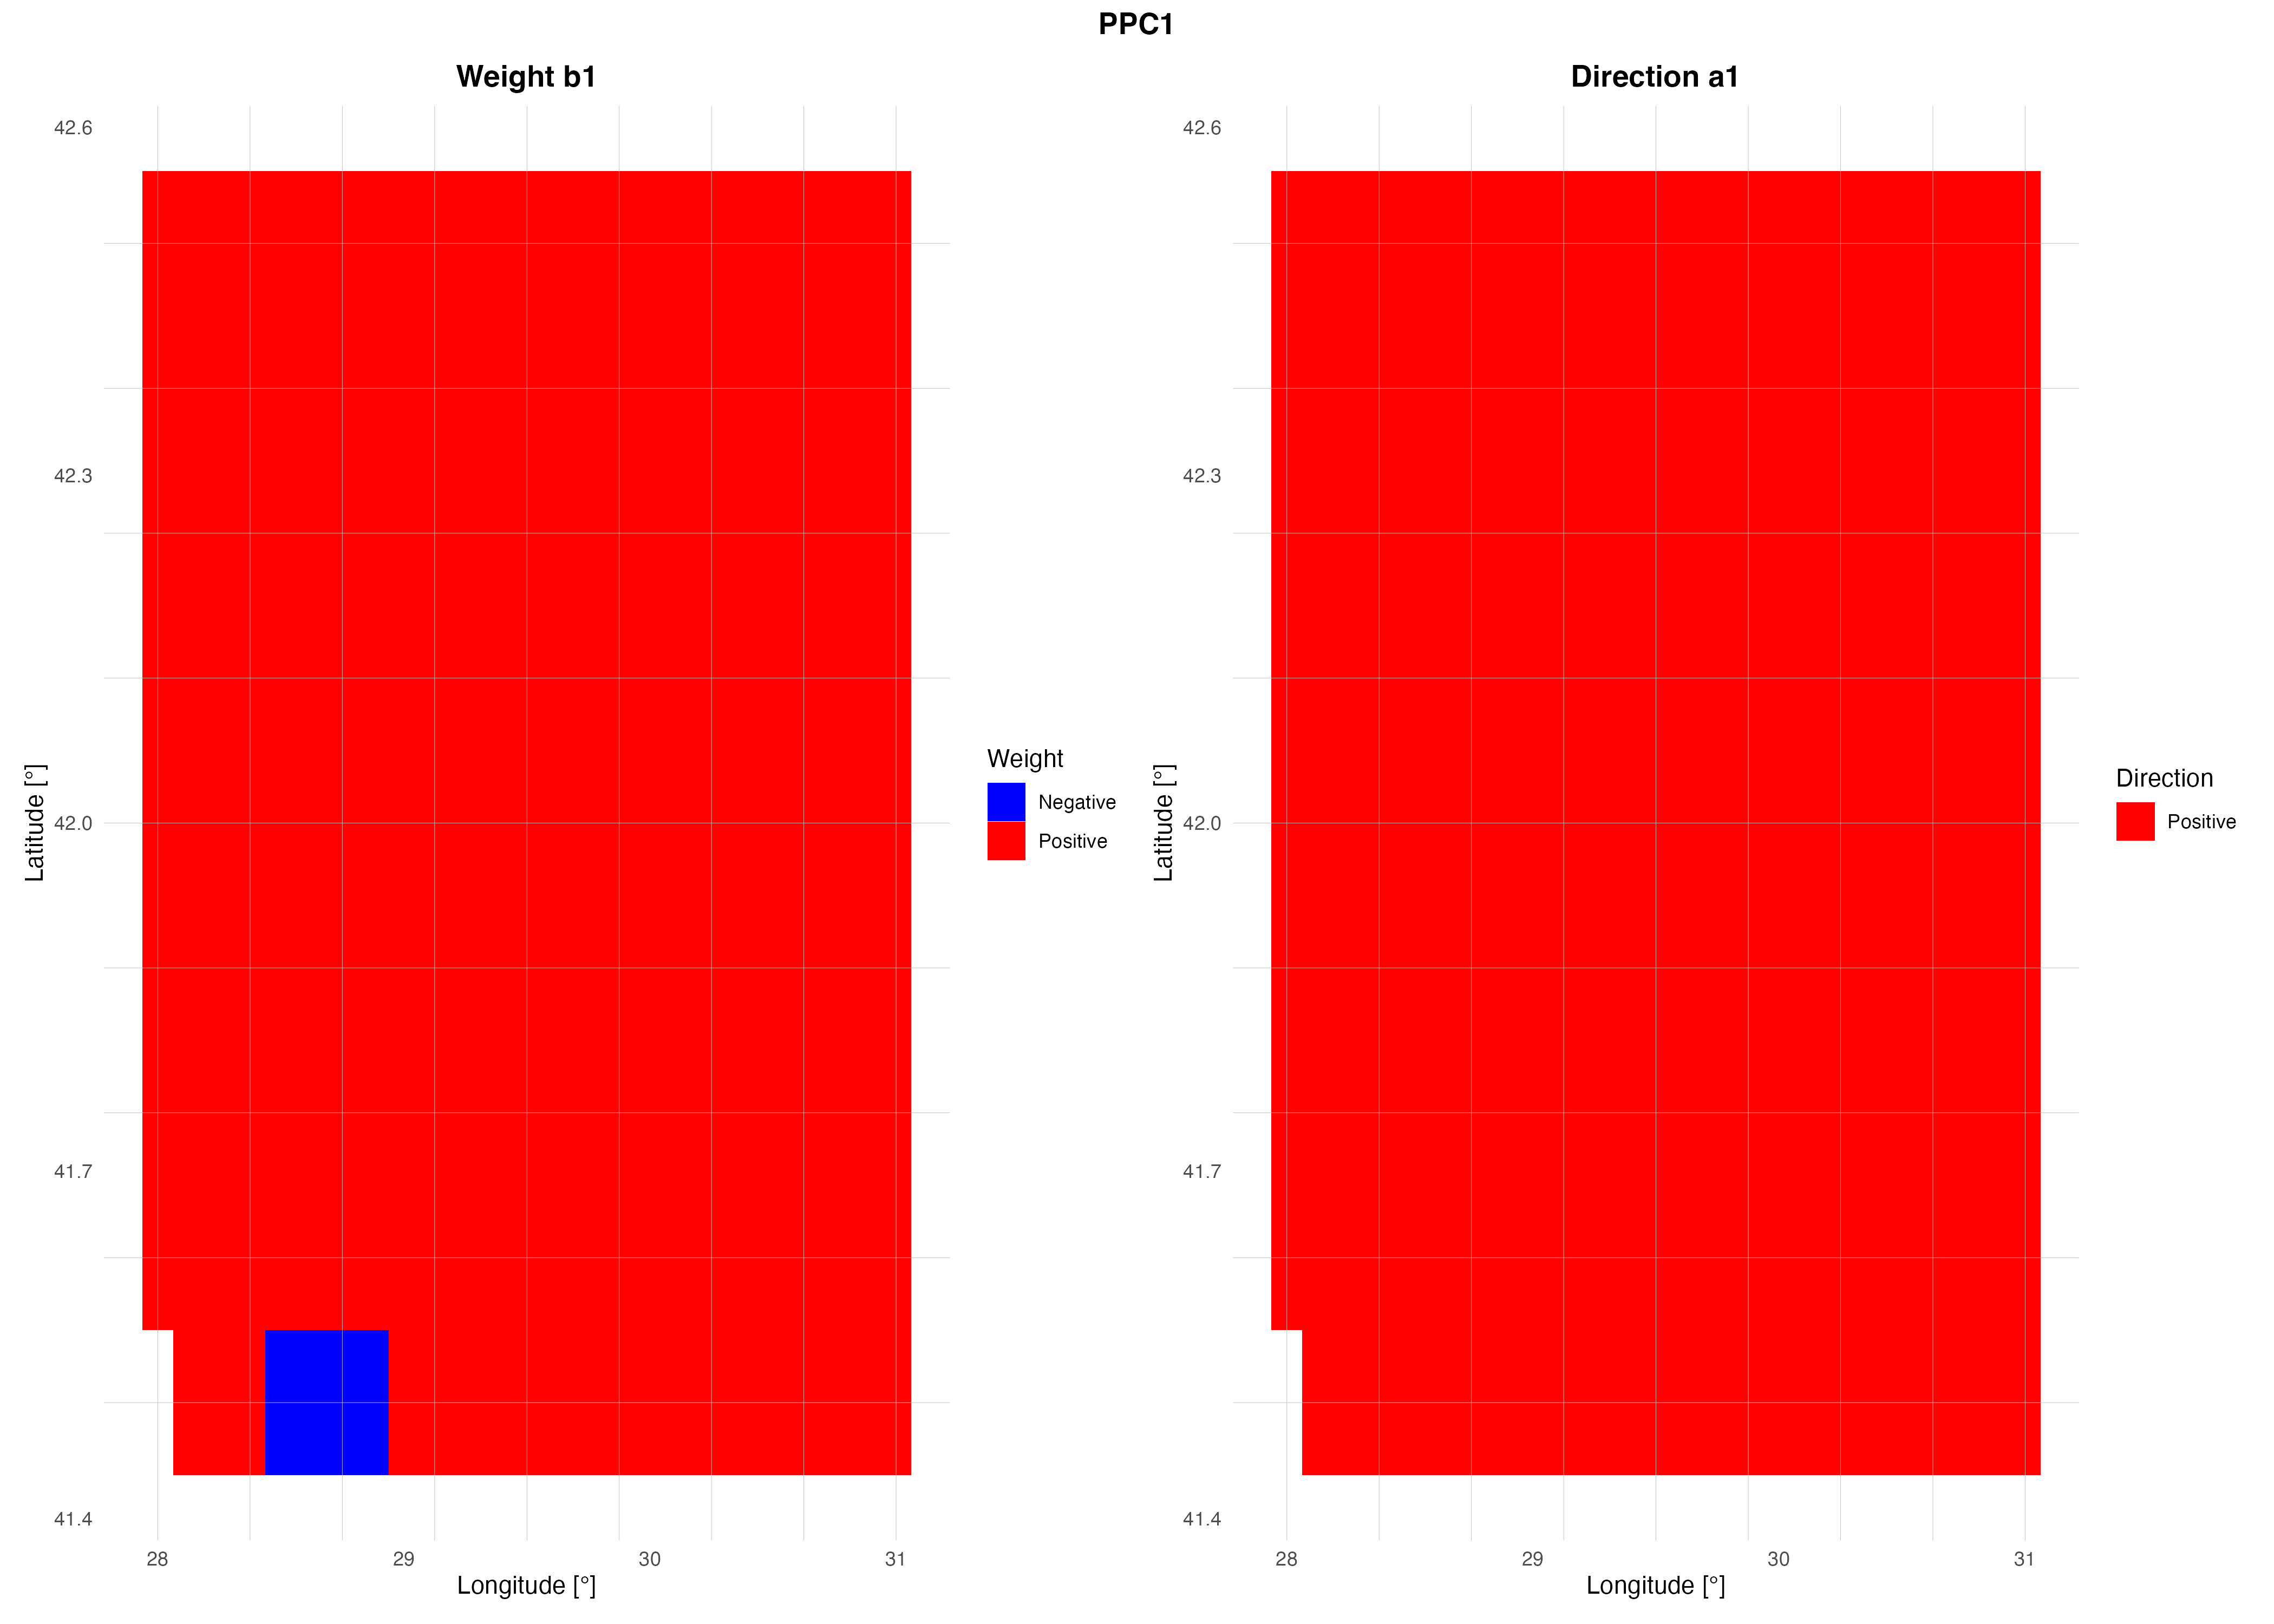 PPC1
Weight b1
42.6
42.3
42.0
41.7
41.4
Latitude [°]
28 29 30 31
Longitude [°]
Weight
Negative
Positive
Direction a1
42.6
42.3
42.0
41.7
41.4
Latitude [°]
28 29 30 31
Longitude [°]
Direction
Positive